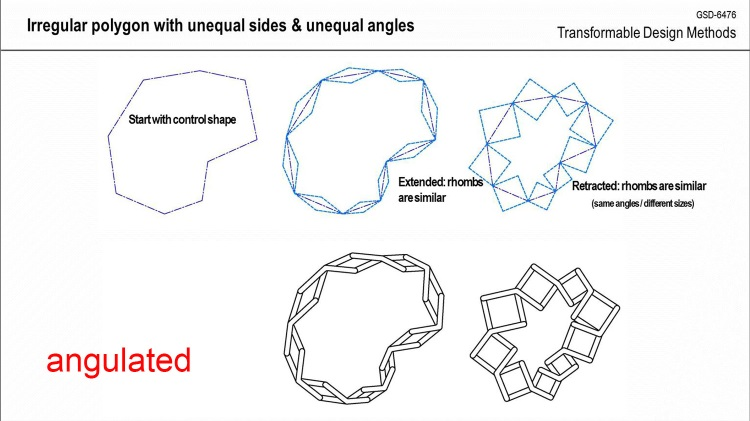 Irregular polygon with unequal sides & unequal angles
GSD-6476
Transformable Design Methods
Start with control shape
Extended: rhombs
are similar
Retracted: rhombs are similar
(same angles / different sizes)
angulated